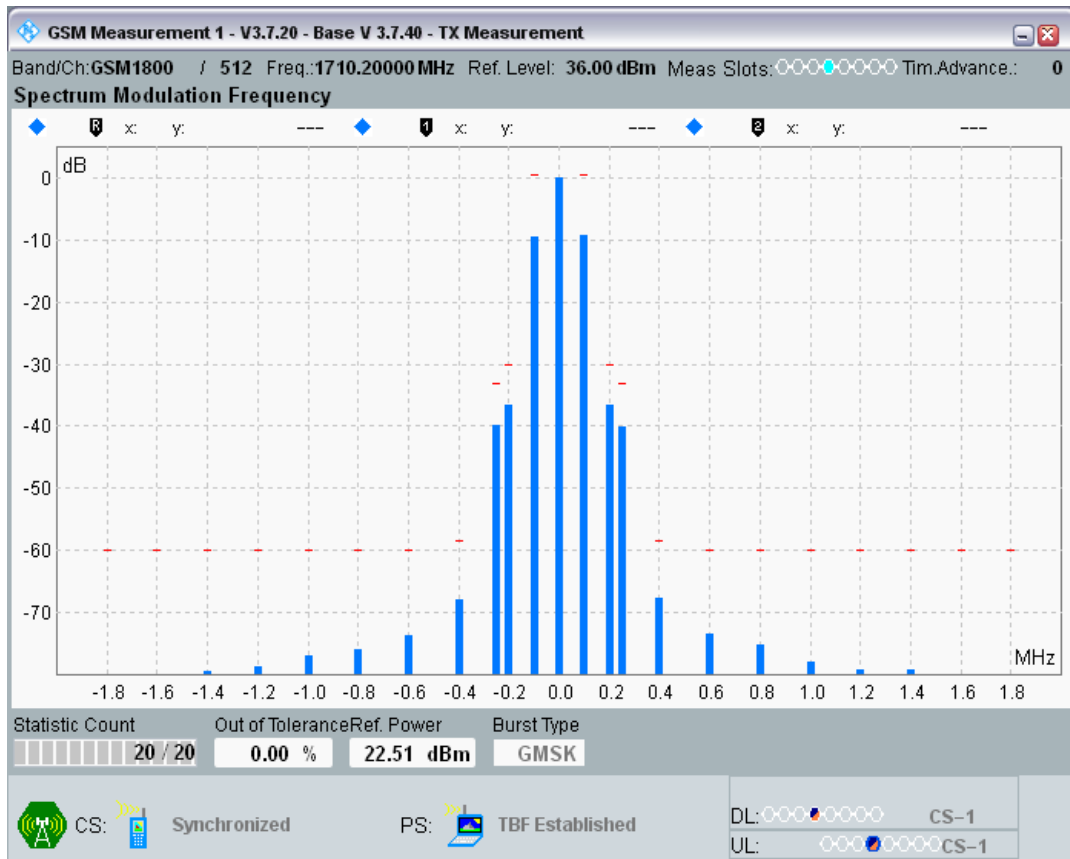 GSM Measurement 1 - V3.7.20 - Base V 3.7.40 - TX Measurement
Band/Ch:GSM1800 / 512 Freq.:1710.20000 MHz Ref. Level: 36.00 dBm Meas Slots: Tim.Advance.: 0
Spectrum Modulation Frequency
R x: y: --- 1 x: y: --- 2 x: y: ---
dB
0
-10
-20
-30
-40
-50
-60
-70
MHz
-1.8 -1.6 -1.4 -1.2 -1.0 -0.8 -0.6 -0.4 -0.2 0.0 0.2 0.4 0.6 0.8 1.0 1.2 1.4 1.6 1.8
Statistic Count Out of Tolerance Ref. Power Burst Type
20 / 20 0.00 % 22.51 dBm GMSK
CS: Synchronized PS: TBF Established
DL: CS-1
UL: CS-1